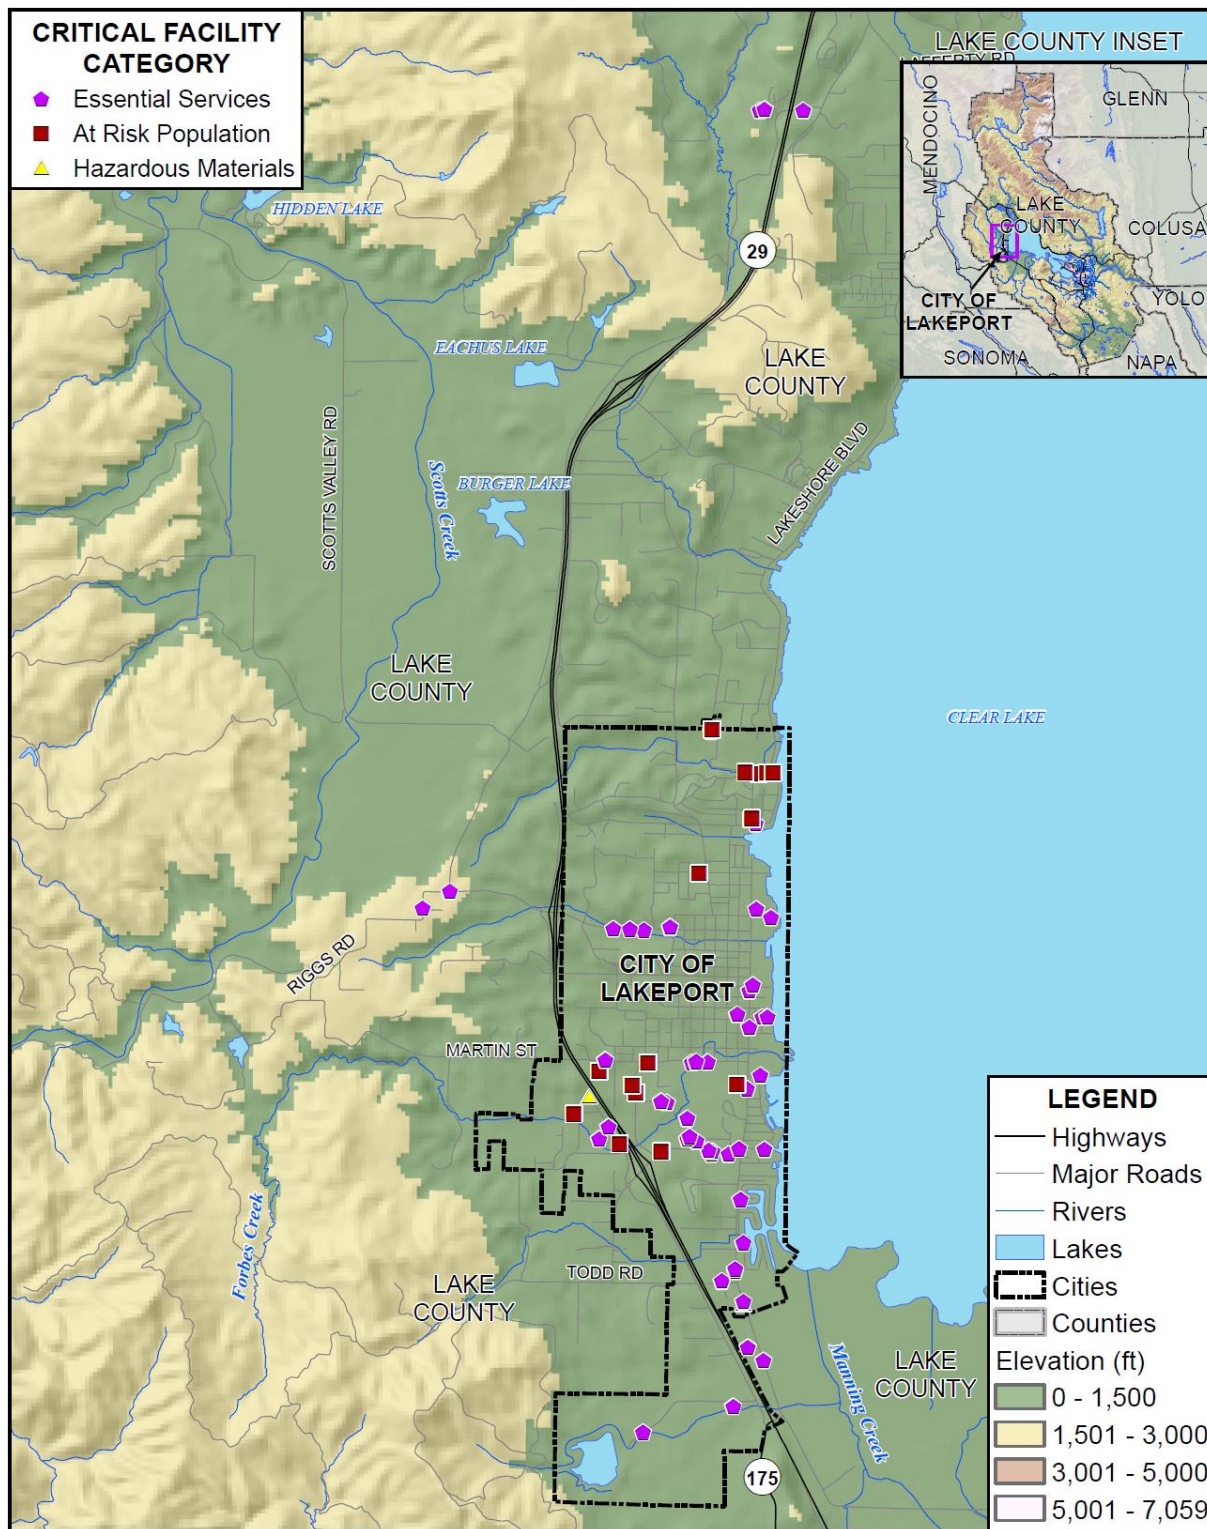 CRITICAL FACILITY
CATEGORY
Essential Services
At Risk Population
Hazardous Materials
LAKE COUNTY INSET
LAFFERTY RD
MENDOCINO
GLENN
LAKE
COUNTY
COLUSA
CITY OF
LAKEPORT
YOLO
SONOMA
NAPA
HIDDEN LAKE
29
EACHUS LAKE
LAKE
COUNTY
SCOTTS VALLEY RD
Scotts Creek
BURGER LAKE
LAKESHORE BLVD
LAKE
COUNTY
CLEAR LAKE
RIGGS RD
CITY OF
LAKEPORT
MARTIN ST
Forbes Creek
TODD RD
LAKE
COUNTY
Manning Creek
LAKE
COUNTY
175
LEGEND
Highways
Major Roads
Rivers
Lakes
Cities
Counties
Elevation (ft)
0 - 1,500
1,501 - 3,000
3,001 - 5,000
5,001 - 7,059